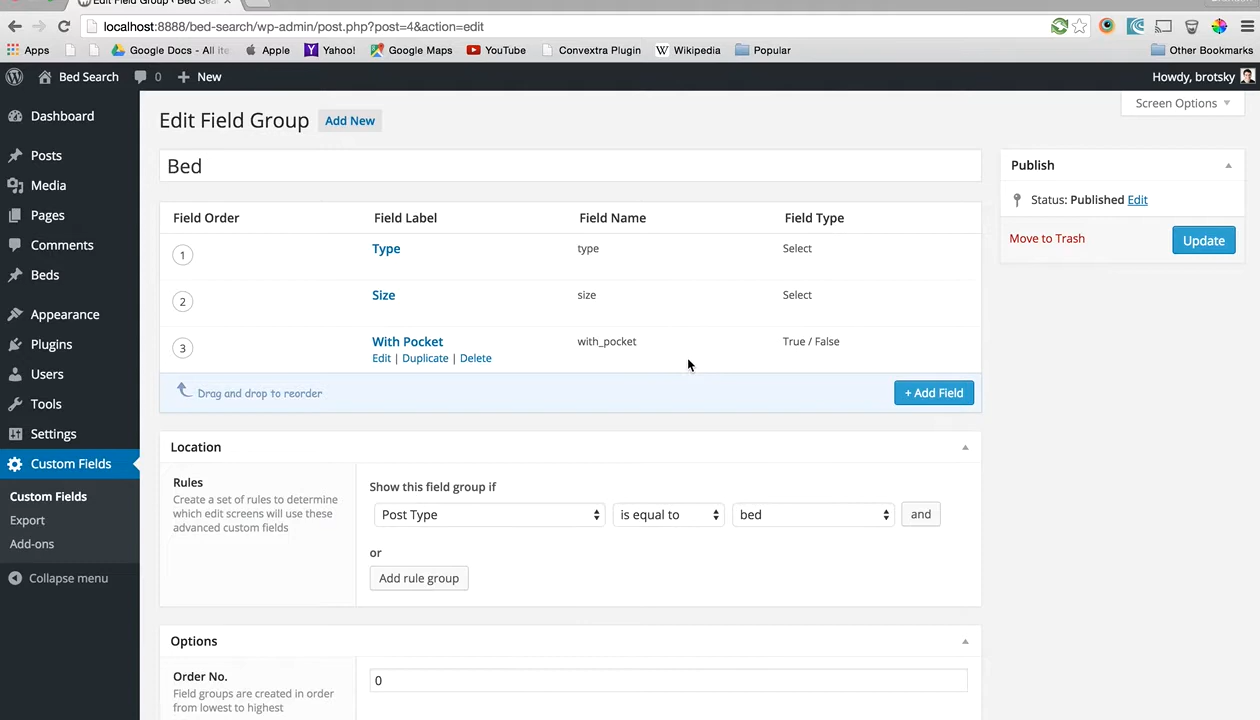 Edit Field Group ‹ Bed Sea
localhost:8888/bed-search/wp-admin/post.php?post=4&action=edit
Apps Google Docs - All ite Apple Yahoo! Google Maps YouTube Convextra Plugin W Wikipedia Popular Other Bookmarks
Bed Search 0 + New Howdy, brotsky
Screen Options
Dashboard
Posts
Media
Pages
Comments
Beds
Appearance
Plugins
Users
Tools
Settings
Custom Fields
Custom Fields
Export
Add-ons
Collapse menu
Edit Field Group Add New
Bed
Field Order Field Label Field Name Field Type
1 Type type Select
2 Size size Select
3 With Pocket with_pocket True / False
Edit | Duplicate | Delete
Drag and drop to reorder + Add Field
Location
Rules
Create a set of rules to determine
which edit screens will use these
advanced custom fields
Show this field group if
Post Type is equal to bed and
or
Add rule group
Options
Order No.
Field groups are created in order
from lowest to highest
0
Publish
Status: Published Edit
Move to Trash Update